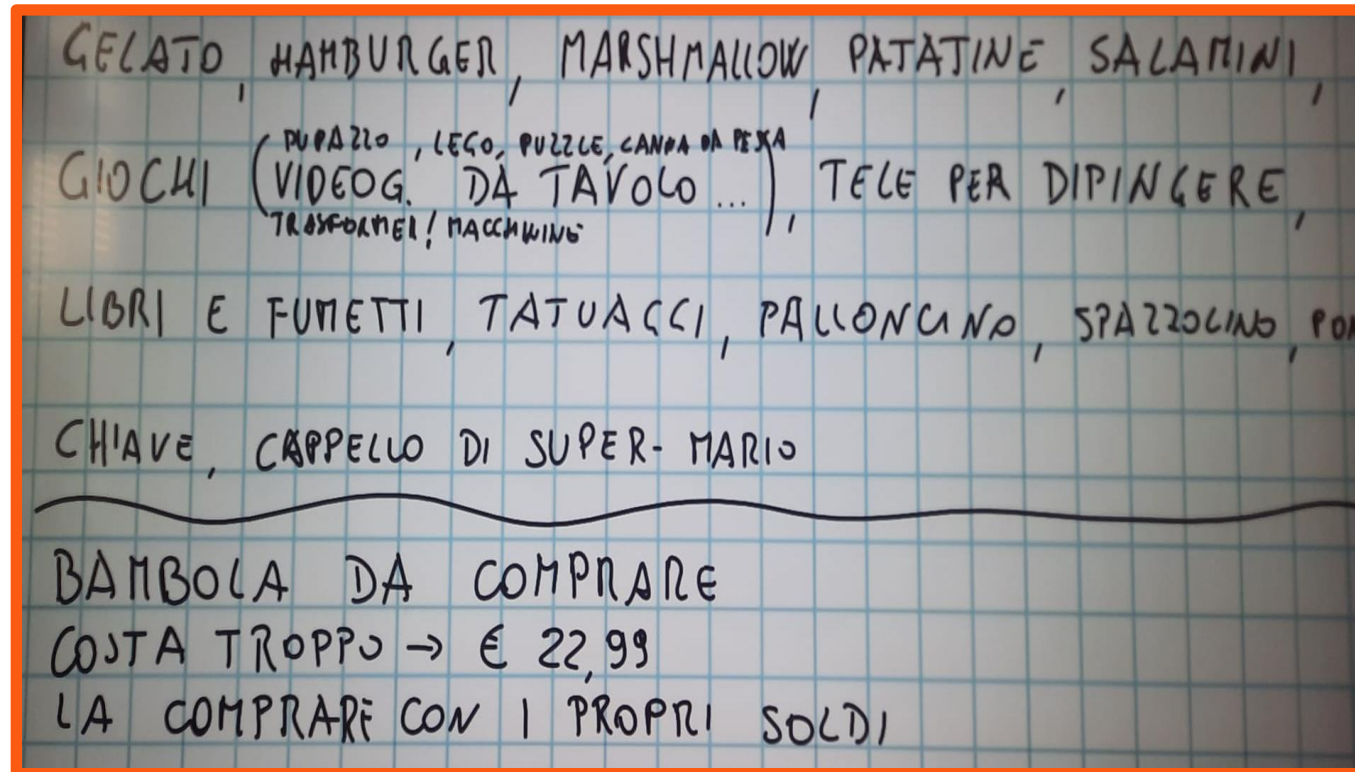 GELATO, HAMBURGER, MARSHMALLOW, PATATINE, SALAMINI,
PUPAZZO, LEGO, PUZZLE, CANNA DA PESCA
GIOCHI (VIDEOG. DA TAVOLO...), TELE PER DIPINGERE,
TRASFORMER! MACCHININE
LIBRI E FUMETTI, TATUAGGI, PALLONCINO, SPAZZOLINO,
CHIAVE, CAPPELLO DI SUPER-MARIO
BAMBOLA DA COMPRARE
COSTA TROPPO → € 22,99
LA COMPRARE CON I PROPRI SOLDI